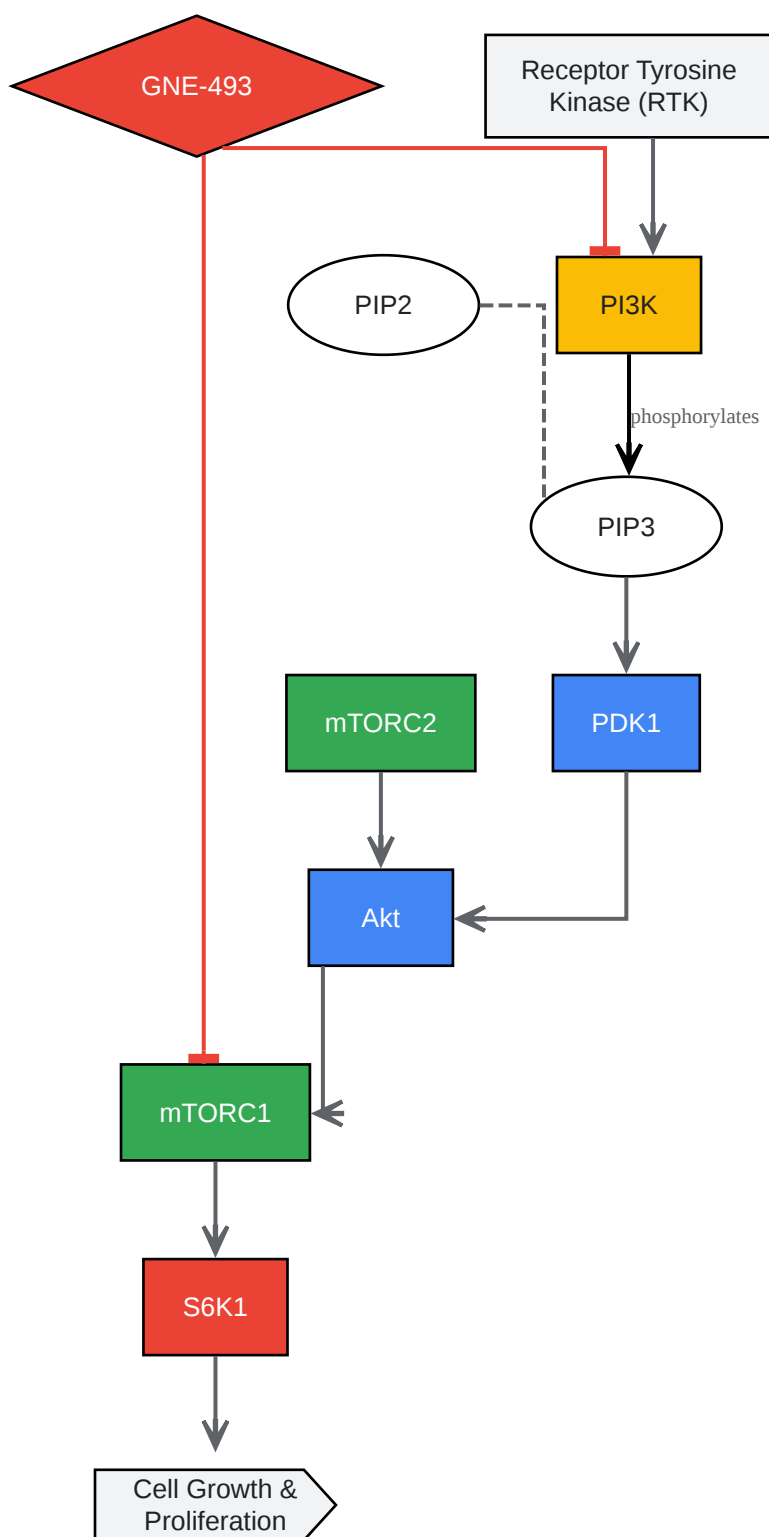 GNE-493
Receptor Tyrosine
Kinase (RTK)
PIP2
PI3K
phosphorylates
PIP3
mTORC2
PDK1
Akt
mTORC1
S6K1
Cell Growth &
Proliferation